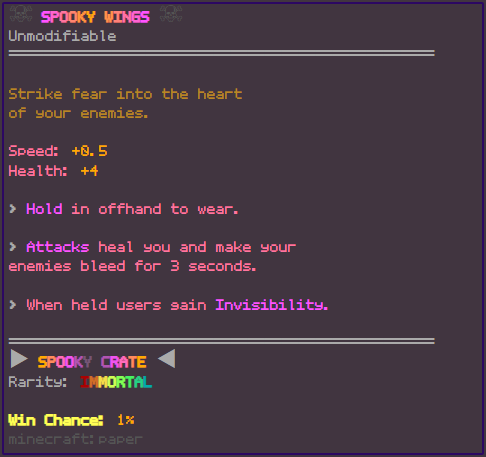 ☠ SPOOKY WINGS ☠
Unmodifiable
Strike fear into the heart
of your enemies.
Speed: +0.5
Health: +4
> Hold in offhand to wear.
> Attacks heal you and make your
enemies bleed for 3 seconds.
> When held users gain Invisibility.
▶ SPOOKY CRATE ◀
Rarity: IMMORTAL
Win Chance: 1%
minecraft:paper